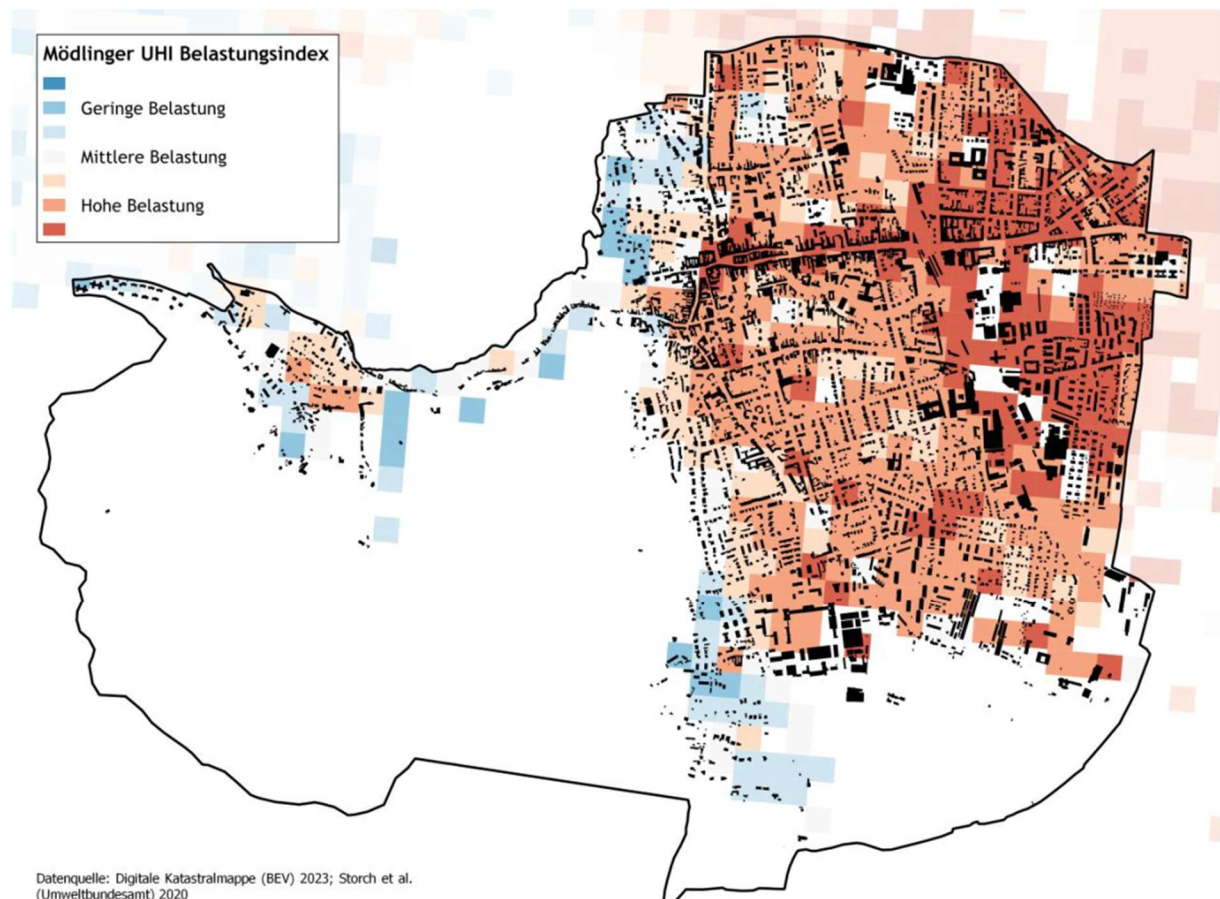 Mödlinger UHI Belastungsindex
Geringe Belastung
Mittlere Belastung
Hohe Belastung
Datenquelle: Digitale Katastralmappe (BEV) 2023; Storch et al.
(Umweltbundesamt) 2020